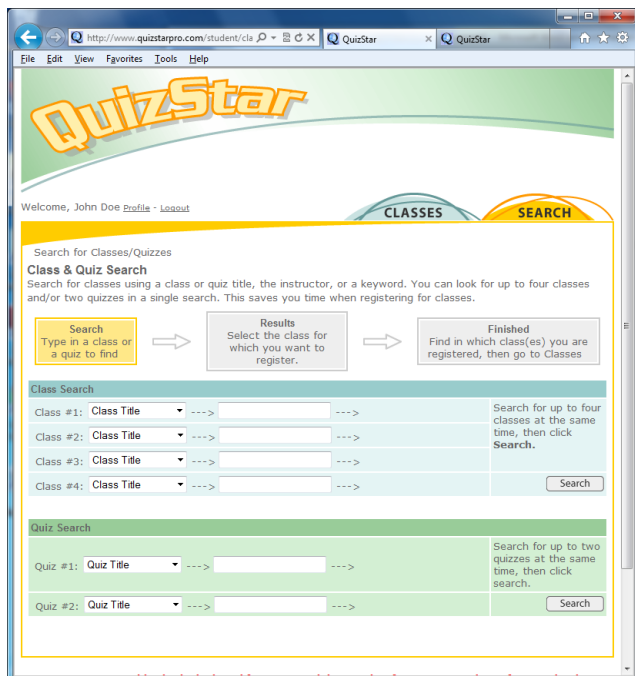 http://www.quizstarpro.com/student/cla
QuizStar
QuizStar
File Edit View Favorites Tools Help
QuizStar
Welcome, John Doe Profile - Logout
CLASSES
SEARCH
Search for Classes/Quizzes
Class & Quiz Search
Search for classes using a class or quiz title, the instructor, or a keyword. You can look for up to four classes
and/or two quizzes in a single search. This saves you time when registering for classes.
Search
Type in a class or
a quiz to find
Results
Select the class for
which you want to
register.
Finished
Find in which class(es) you are
registered, then go to Classes
Class Search
Class #1: Class Title ---> --->
Class #2: Class Title --->
Class #3: Class Title --->
Class #4: Class Title ---> --->
Search for up to four
classes at the same
time, then click
Search.
Search
Quiz Search
Quiz #1: Quiz Title ---> --->
Quiz #2: Quiz Title ---> --->
Search for up to two
quizzes at the same
time, then click
search.
Search